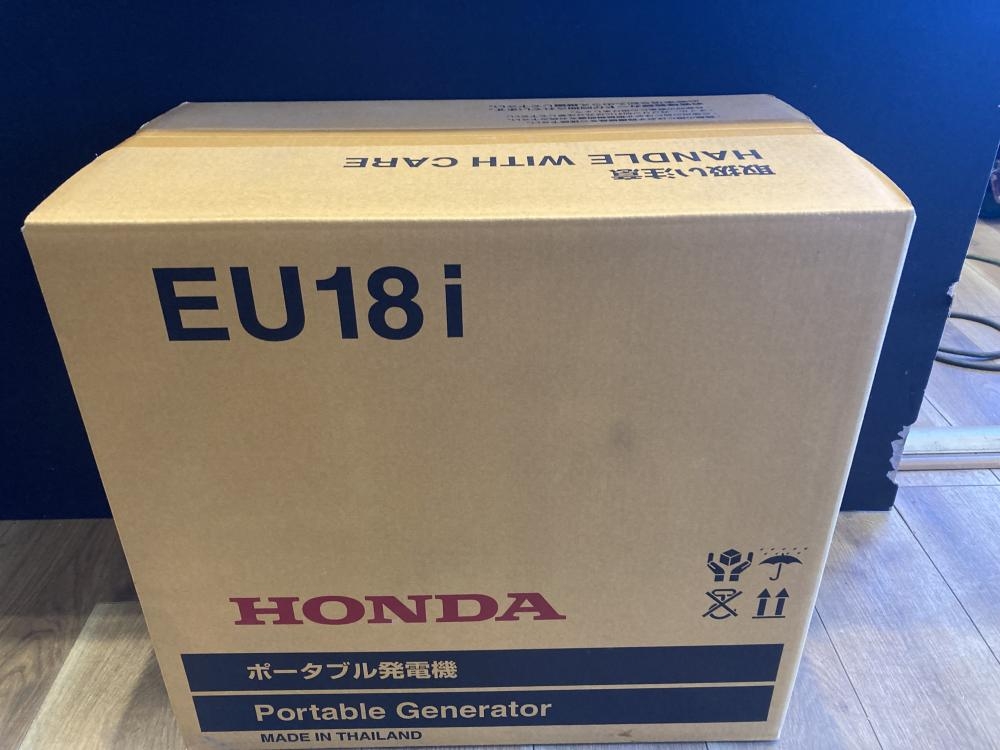 取扱い注意
HANDLE WITH CARE
EU18i
HONDA
ポータブル発電機
Portable Generator
MADE IN THAILAND